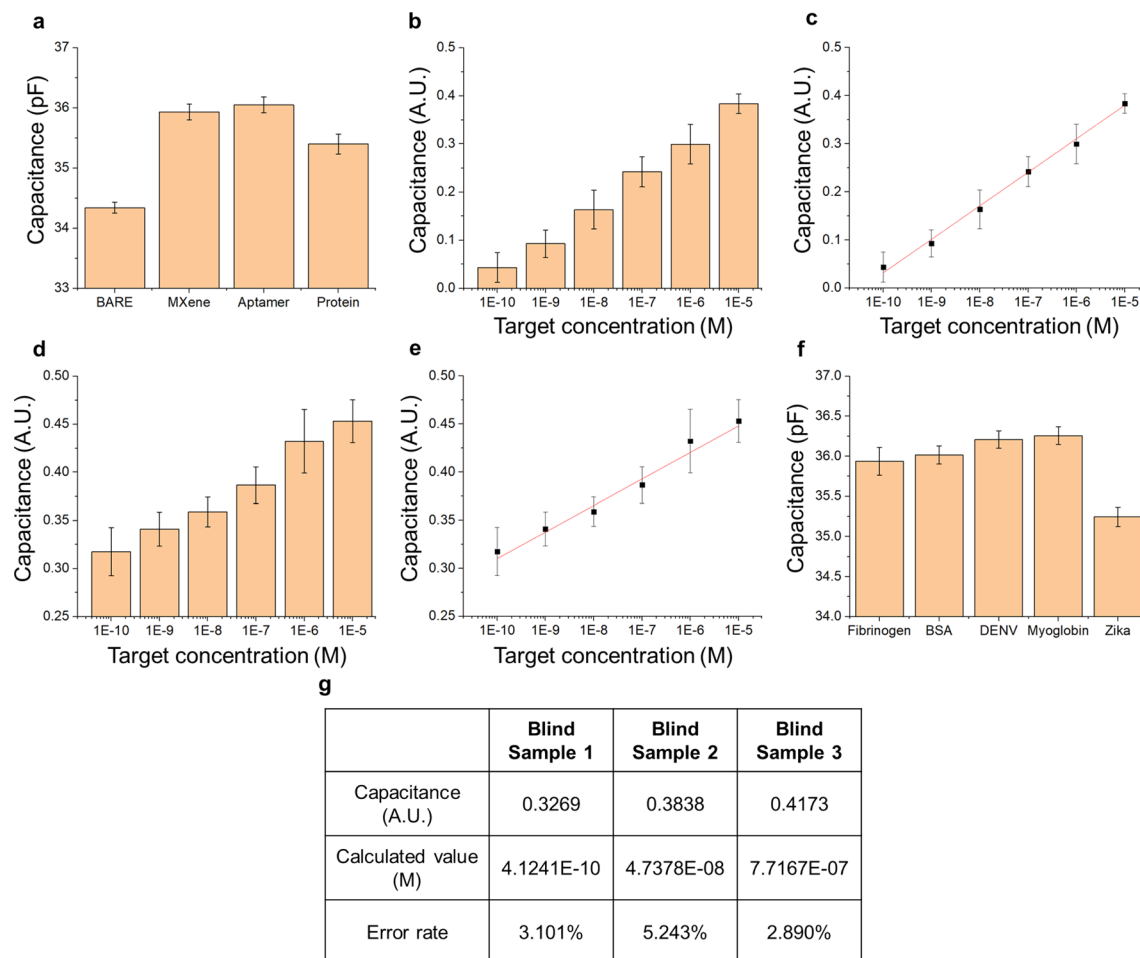 a
Capacitance (pF)
37
36
35
34
33
BARE MXene Aptamer Protein
b
Capacitance (A.U.)
0.5
0.4
0.3
0.2
0.1
0.0
1E-10 1E-9 1E-8 1E-7 1E-6 1E-5
Target concentration (M)
c
Capacitance (A.U.)
0.5
0.4
0.3
0.2
0.1
0.0
1E-10 1E-9 1E-8 1E-7 1E-6 1E-5
Target concentration (M)
d
Capacitance (A.U.)
0.50
0.45
0.40
0.35
0.30
0.25
1E-10 1E-9 1E-8 1E-7 1E-6 1E-5
Target concentration (M)
e
Capacitance (A.U.)
0.50
0.45
0.40
0.35
0.30
0.25
1E-10 1E-9 1E-8 1E-7 1E-6 1E-5
Target concentration (M)
f
Capacitance (pF)
37.0
36.5
36.0
35.5
35.0
34.5
34.0
Fibrinogen BSA DENV Myoglobin Zika
g
Blind Sample 1 Blind Sample 2 Blind Sample 3
Capacitance (A.U.) 0.3269 0.3838 0.4173
Calculated value (M) 4.1241E-10 4.7378E-08 7.7167E-07
Error rate 3.101% 5.243% 2.890%